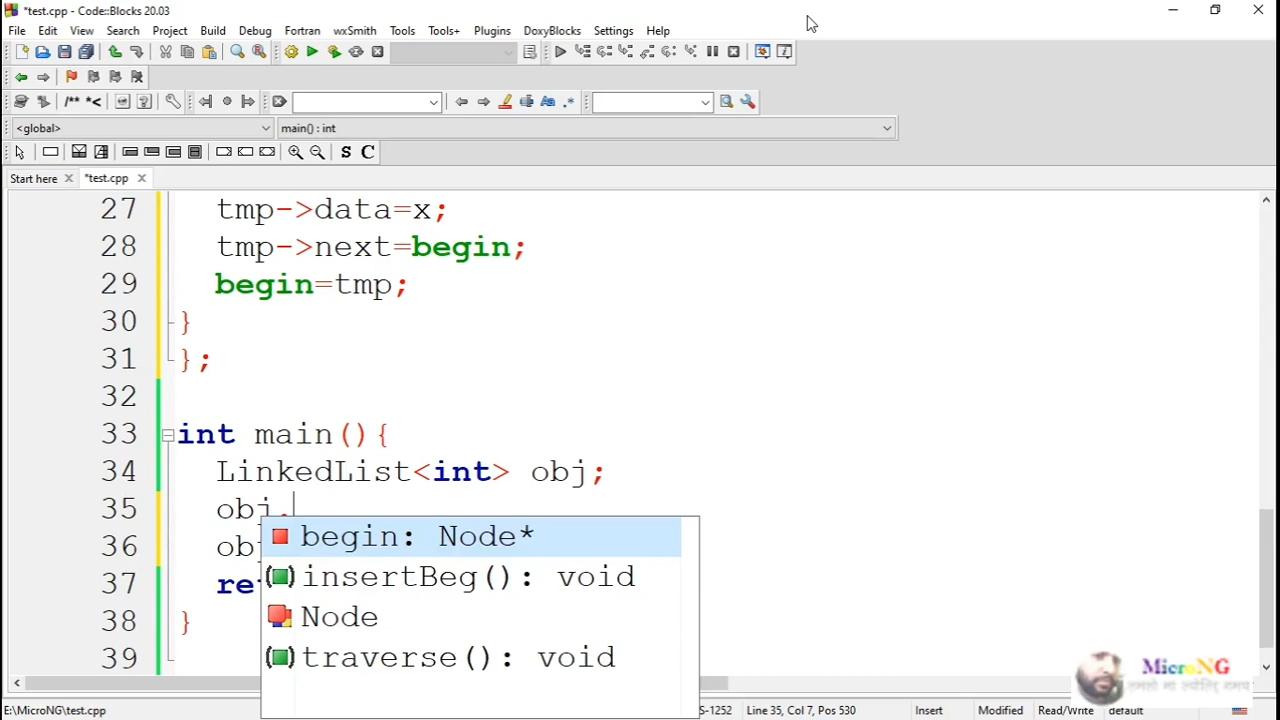 *test.cpp - Code::Blocks 20.03
File Edit View Search Project Build Debug Fortran wxSmith Tools Tools+ Plugins DoxyBlocks Settings Help
/** *<
<global> main() : int
S C
Start here *test.cpp
27 tmp->data=x;
28 tmp->next=begin;
29 begin=tmp;
30 }
31 };
32
33 int main(){
34 LinkedList<int> obj;
35 obj.
begin: Node*
36 ob
insertBeg(): void
37 re
Node
38 }
traverse(): void
39
MicroNG
तमसो मा ज्योतिर् गमय
E:\MicroNG\test.cpp S-1252 Line 35, Col 7, Pos 530 Insert Modified Read/Write default